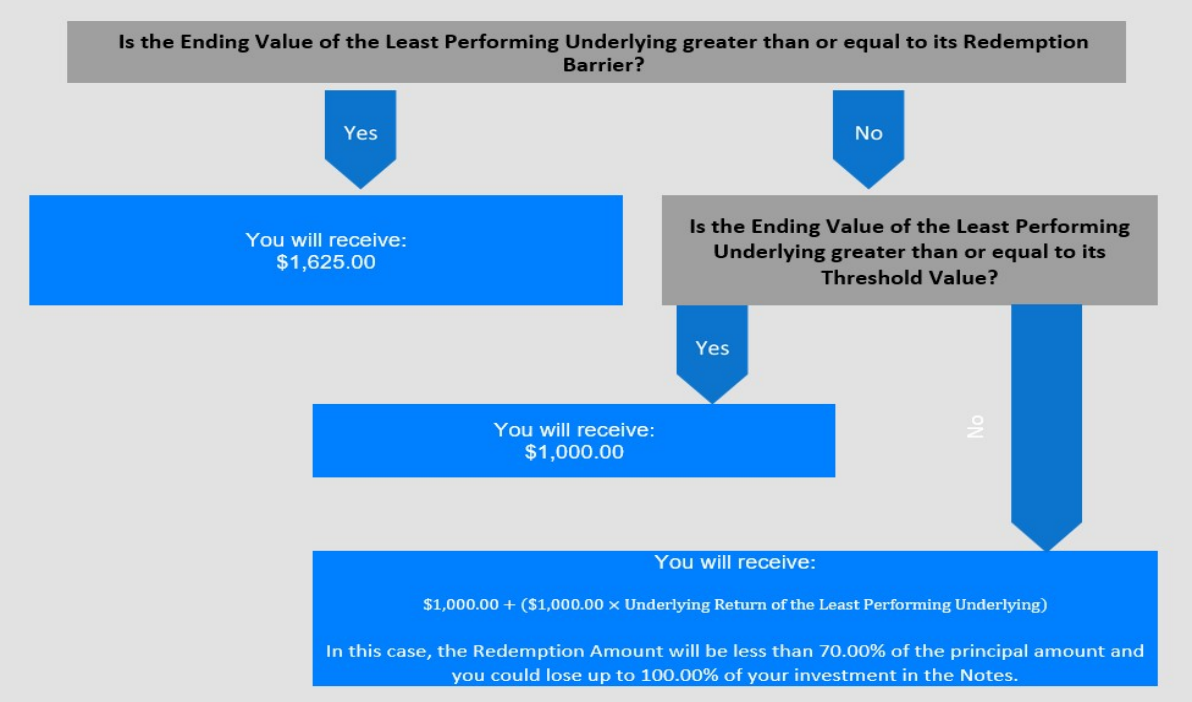 Is the Ending Value of the Least Performing Underlying greater than or equal to its Redemption
Barrier?
Yes
No
You will receive:
$1,625.00
Is the Ending Value of the Least Performing
Underlying greater than or equal to its
Threshold Value?
Yes
No
You will receive:
$1,000.00
You will receive:
$1,000.00 + ($1,000.00 × Underlying Return of the Least Performing Underlying)
In this case, the Redemption Amount will be less than 70.00% of the principal amount and
you could lose up to 100.00% of your investment in the Notes.